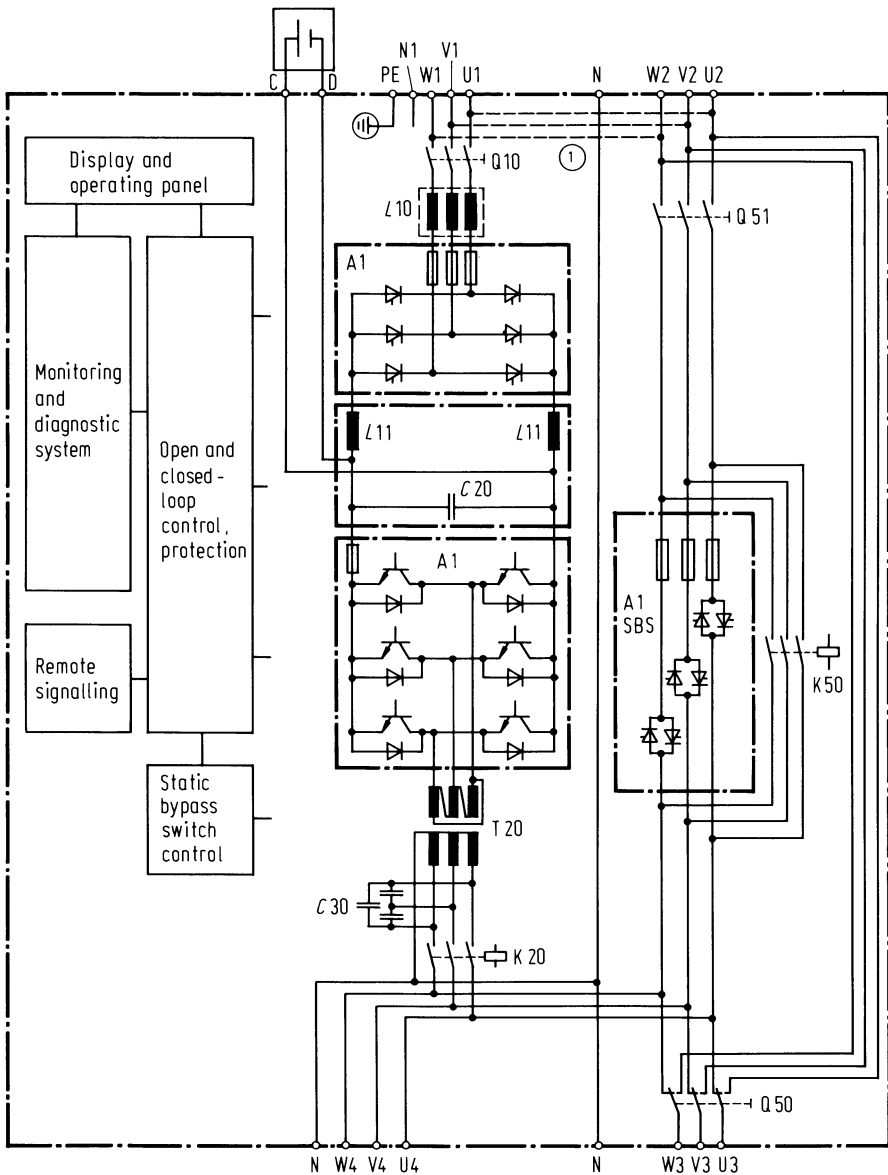 V1
N1
C
D
PE
W1
U1
N
W2
V2
U2
Display and
operating panel
Q10
1
L10
Q51
A1
Monitoring
and
diagnostic
system
Open and
closed-
loop
control,
protection
L11
L11
C20
A1
A1
SBS
K50
Remote
signalling
Static
bypass
switch
control
T20
C30
K20
Q50
N
W4
V4
U4
N
W3
V3
U3